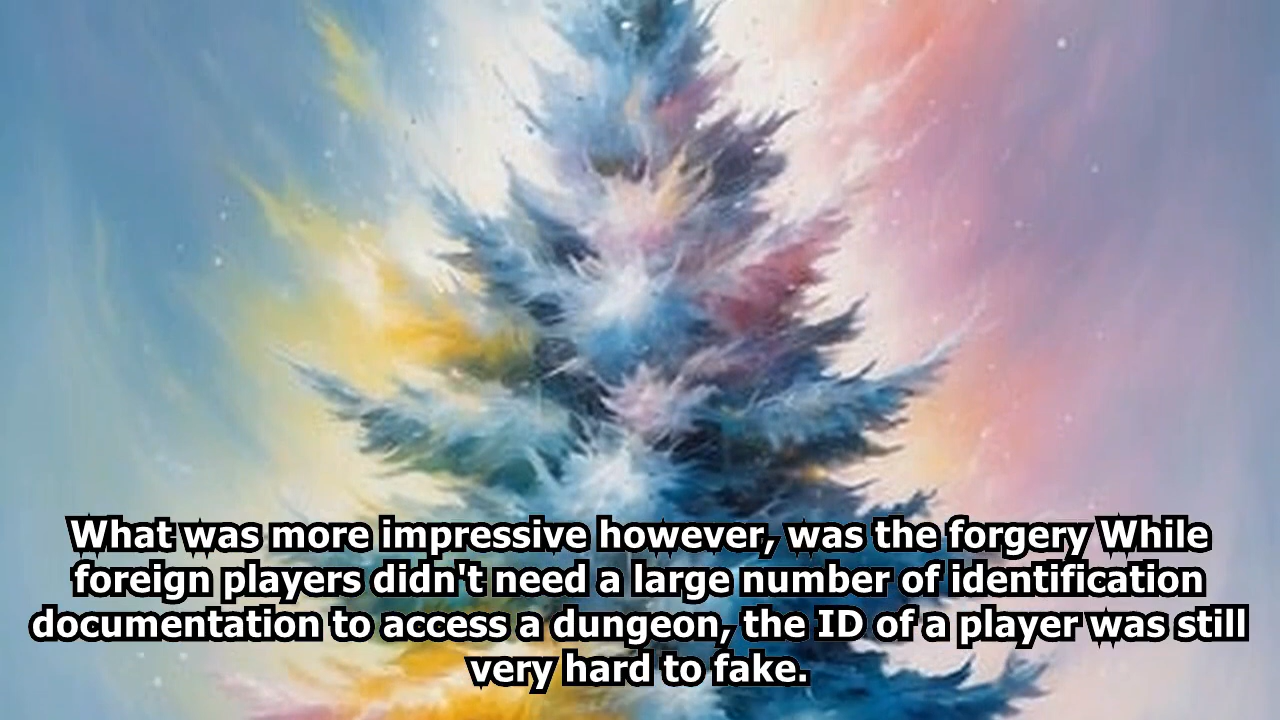 What was more impressive however, was the forgery While
foreign players didn't need a large number of identification
documentation to access a dungeon, the ID of a player was still
very hard to fake.